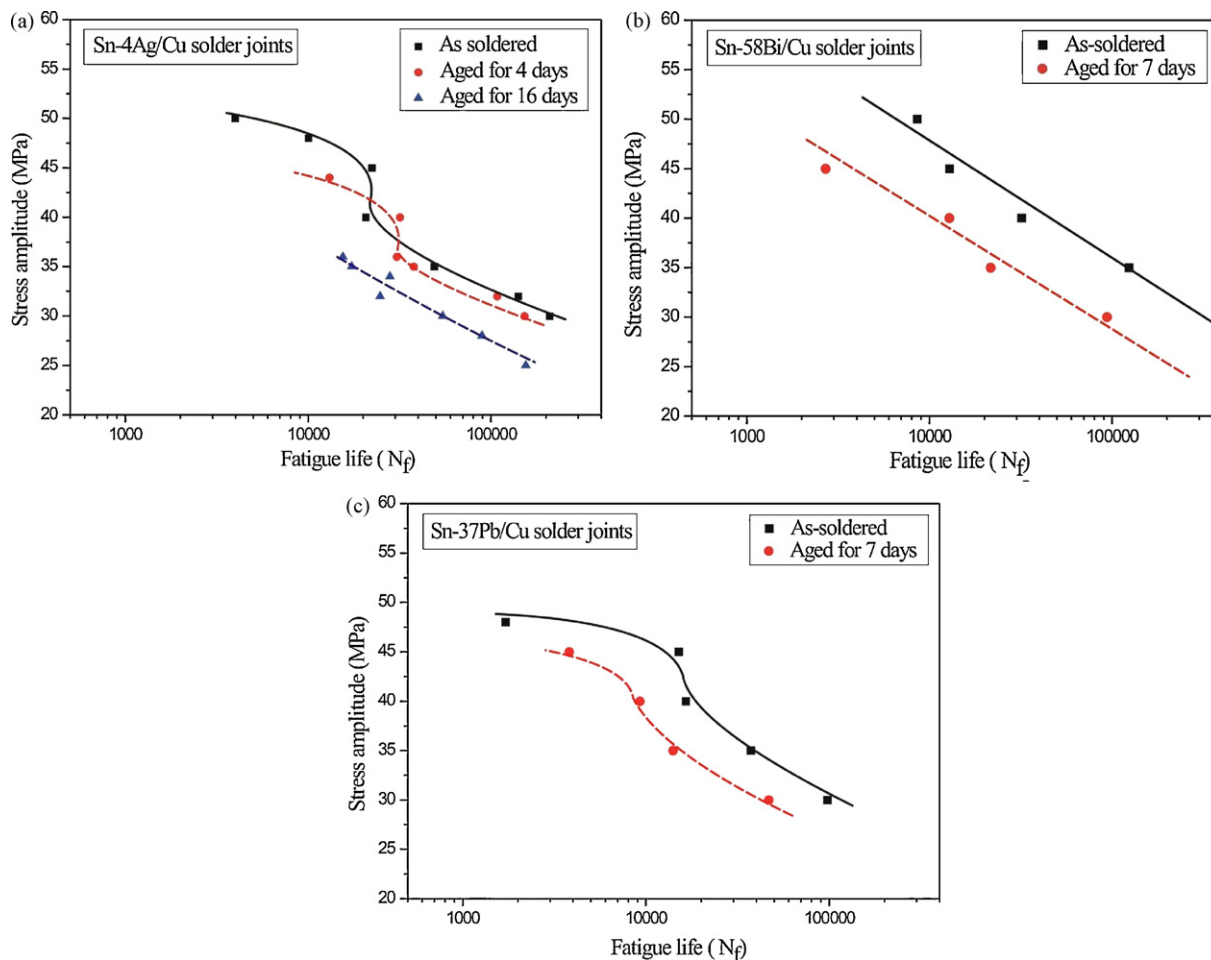 (a)
Sn-4Ag/Cu solder joints
As soldered
Aged for 4 days
Aged for 16 days
60
55
50
45
40
35
30
25
20
Stress amplitude (MPa)
1000
10000
100000
Fatigue life ( Nf)
(b)
Sn-58Bi/Cu solder joints
As-soldered
Aged for 7 days
60
55
50
45
40
35
30
25
20
Stress amplitude (MPa)
1000
10000
100000
Fatigue life ( Nf)
(c)
Sn-37Pb/Cu solder joints
As-soldered
Aged for 7 days
60
55
50
45
40
35
30
25
20
Stress amplitude (MPa)
1000
10000
100000
Fatigue life ( Nf)